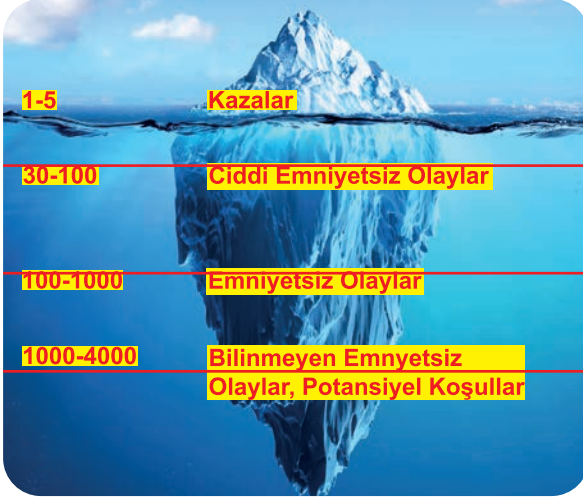 1-5 Kazalar
30-100 Ciddi Emniyetsiz Olaylar
100-1000 Emniyetsiz Olaylar
1000-4000 Bilinmeyen Emnyetsiz
Olaylar, Potansiyel Koşullar